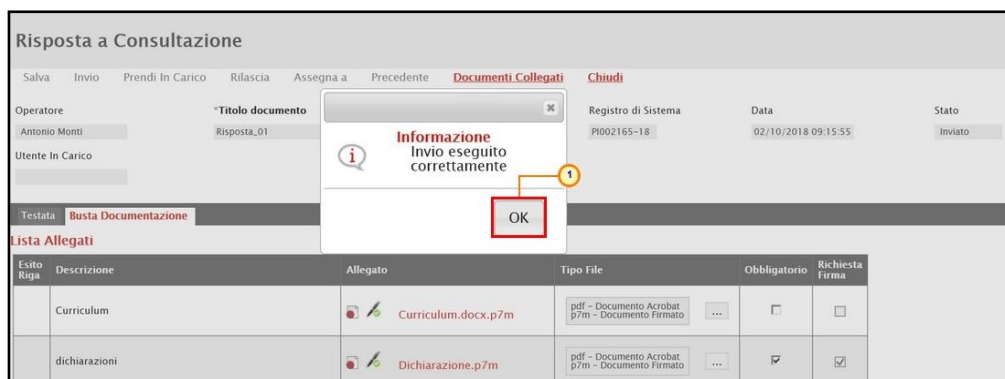 Risposta a Consultazione
Salva Invio Prendi In Carico Rilascia Assegna a Precedente Documenti Collegati Chiudi
Operatore *Titolo documento Registro di Sistema Data Stato
Antonio Monti Risposta_01 PI002165-18 02/10/2018 09:15:55 Inviato
Utente In Carico
Informazione
Invio eseguito
correttamente
1
OK
Testata Busta Documentazione
Lista Allegati
Esito Riga Descrizione Allegato Tipo File Obbligatorio Richiesta Firma
Curriculum Curriculum.docx.p7m pdf - Documento Acrobat
p7m - Documento Firmato ...
dichiarazioni Dichiarazione.p7m pdf - Documento Acrobat
p7m - Documento Firmato ...